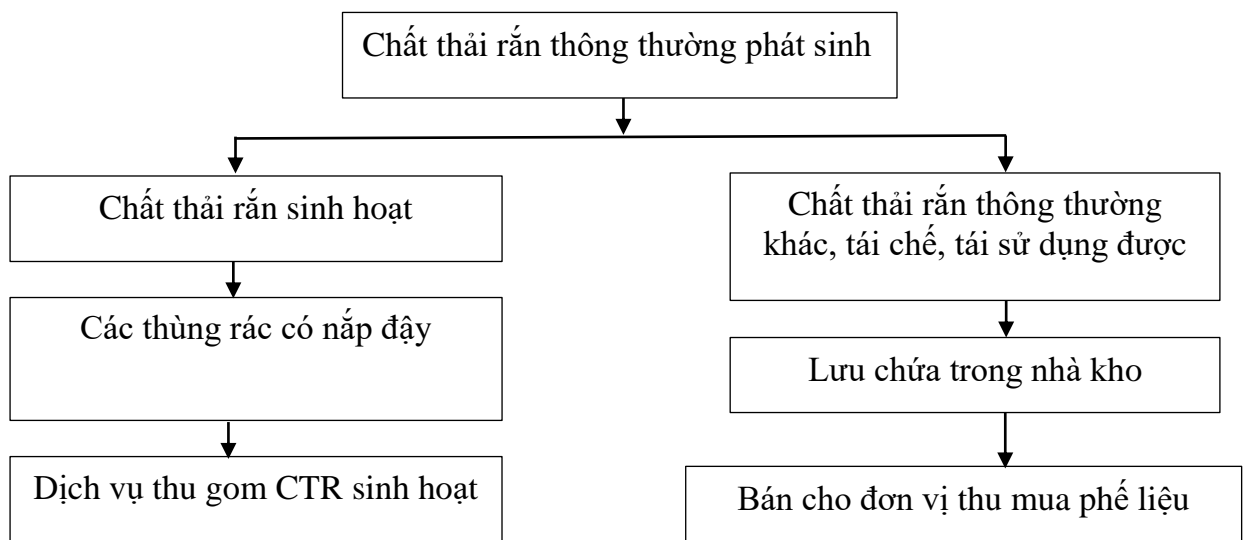 Chất thải rắn thông thường phát sinh
Chất thải rắn sinh hoạt
Các thùng rác có nắp đậy
Dịch vụ thu gom CTR sinh hoạt
Chất thải rắn thông thường
khác, tái chế, tái sử dụng được
Lưu chứa trong nhà kho
Bán cho đơn vị thu mua phế liệu